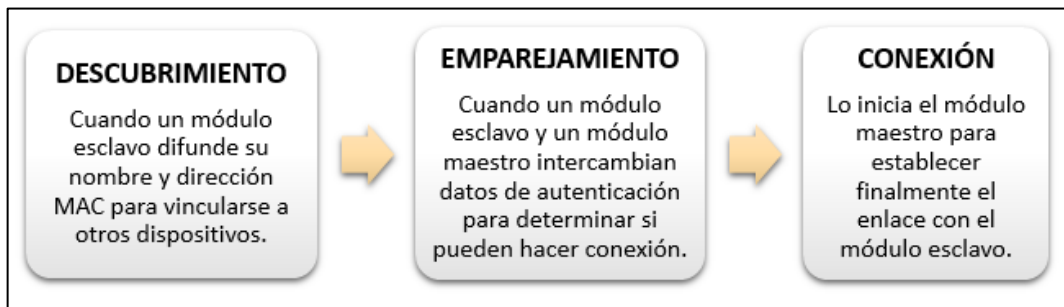 DESCUBRIMIENTO
Cuando un módulo
esclavo difunde su
nombre y dirección
MAC para vincularse a
otros dispositivos.
EMPAREJAMIENTO
Cuando un módulo
esclavo y un módulo
maestro intercambian
datos de autenticación
para determinar si
pueden hacer conexión.
CONEXIÓN
Lo inicia el módulo
maestro para
establecer
finalmente el
enlace con el
módulo esclavo.